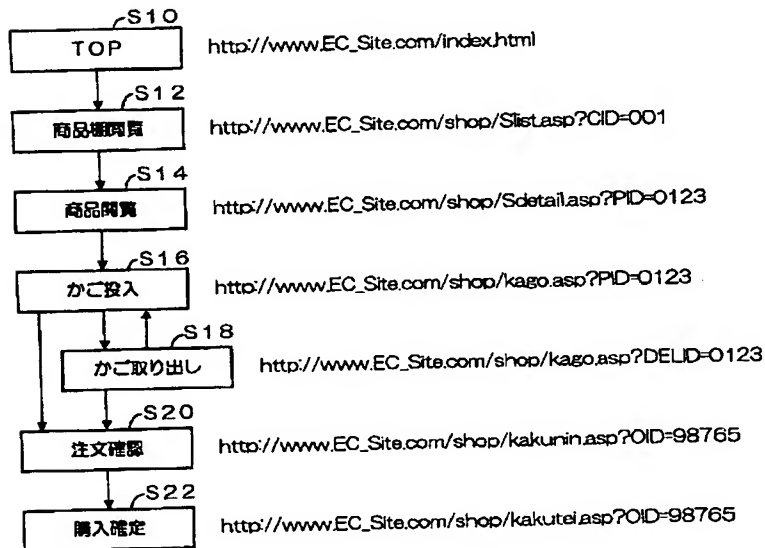 S10
TOP http://www.EC_Site.com/index.html
S12
商品棚閲覧 http://www.EC_Site.com/shop/Slist.asp?CID=001
S14
商品閲覧 http://www.EC_Site.com/shop/Sdetail.asp?PID=0123
S16
かご投入 http://www.EC_Site.com/shop/kago.asp?PID=0123
S18
かご取り出し http://www.EC_Site.com/shop/kago.asp?DELID=0123
S20
注文確認 http://www.EC_Site.com/shop/kakunin.asp?OID=98765
S22
購入確定 http://www.EC_Site.com/shop/kakutei.asp?OID=98765